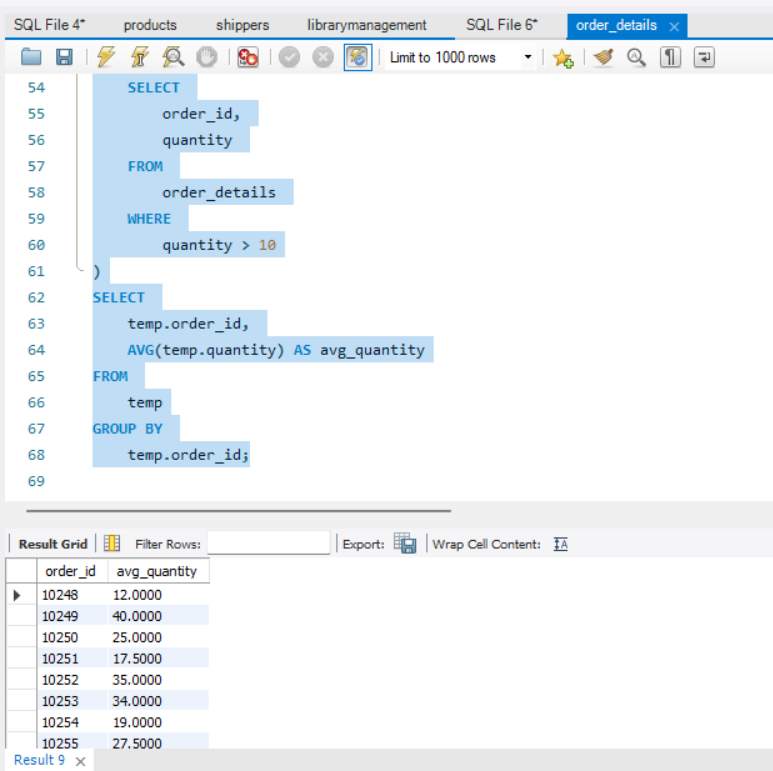 SQL File 4* products shippers librarymanagement SQL File 6* order_details
Limit to 1000 rows
54 SELECT
55 order_id,
56 quantity
57 FROM
58 order_details
59 WHERE
60 quantity > 10
61 )
62 SELECT
63 temp.order_id,
64 AVG(temp.quantity) AS avg_quantity
65 FROM
66 temp
67 GROUP BY
68 temp.order_id;
69
Result Grid Filter Rows: Export: Wrap Cell Content:
order_id avg_quantity
10248 12.0000
10249 40.0000
10250 25.0000
10251 17.5000
10252 35.0000
10253 34.0000
10254 19.0000
10255 27.5000
Result 9